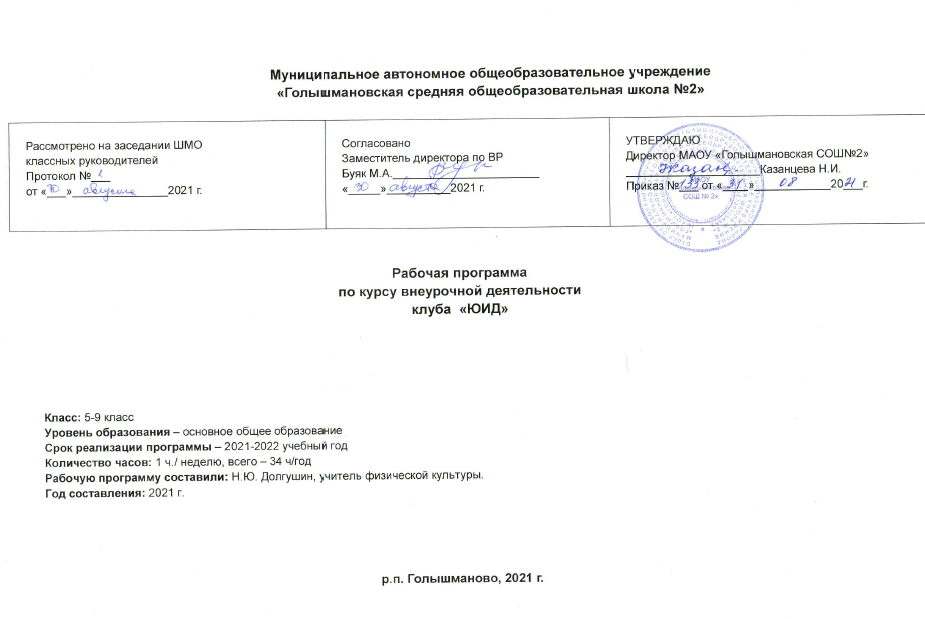 Муниципальное автономное общеобразовательное учреждение
«Голышмановская средняя общеобразовательная школа №2»
Рассмотрено на заседании ШМО
классных руководителей
Протокол № 1
от «30» августа 2021 г.
Согласовано
Заместитель директора по ВР
Буяк М.А.
«30» августа 2021 г.
УТВЕРЖДАЮ
Директор МАОУ «Голышмановская СОШ№2»
Казанцева Н.И.
Приказ № от «31» 08 2021 г.
СОШ № 2»
Рабочая программа
по курсу внеурочной деятельности
клуба «ЮИД»
Класс: 5-9 класс
Уровень образования – основное общее образование
Срок реализации программы – 2021-2022 учебный год
Количество часов: 1 ч./ неделю, всего – 34 ч/год
Рабочую программу составили: Н.Ю. Долгушин, учитель физической культуры.
Год составления: 2021 г.
р.п. Голышманово, 2021 г.